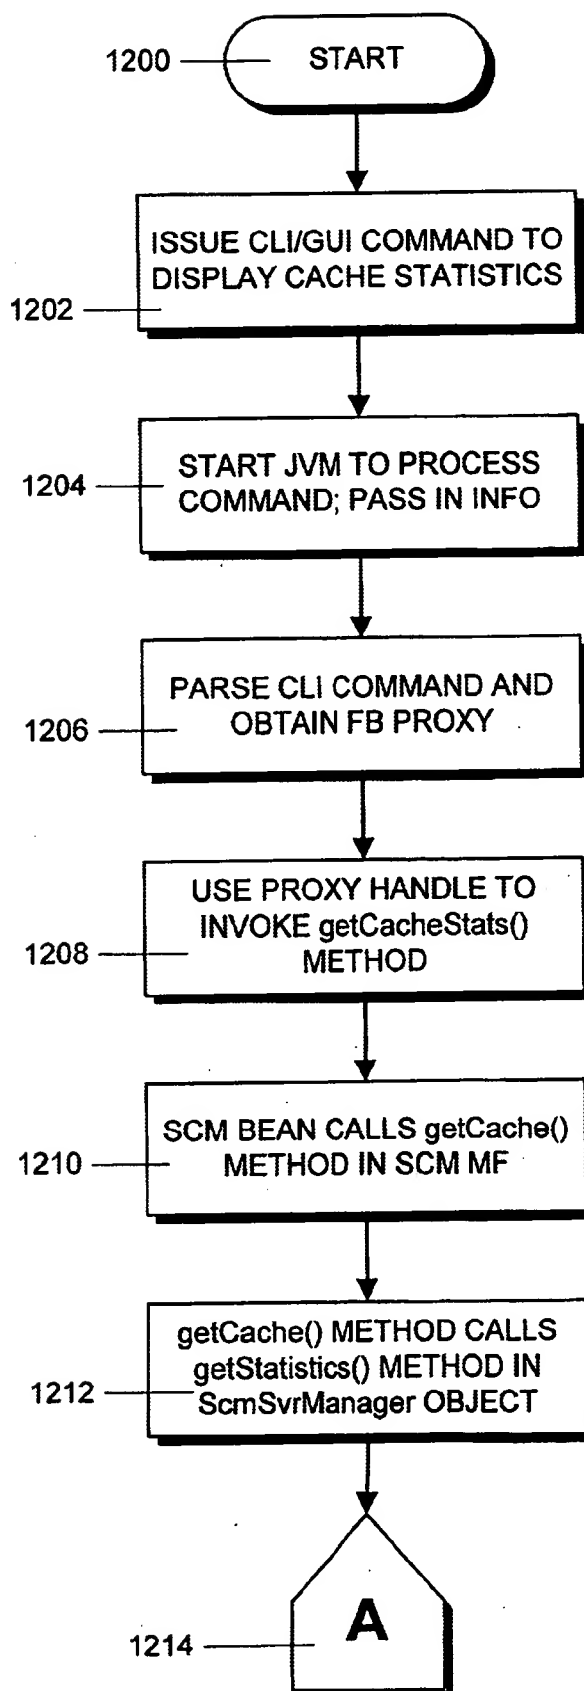 1200
START
ISSUE CLI/GUI COMMAND TO
DISPLAY CACHE STATISTICS
1202
START JVM TO PROCESS
COMMAND; PASS IN INFO
1204
PARSE CLI COMMAND AND
OBTAIN FB PROXY
1206
USE PROXY HANDLE TO
INVOKE getCacheStats()
METHOD
1208
SCM BEAN CALLS getCache()
METHOD IN SCM MF
1210
getCache() METHOD CALLS
getStatistics() METHOD IN
ScmSvrManager OBJECT
1212
A
1214